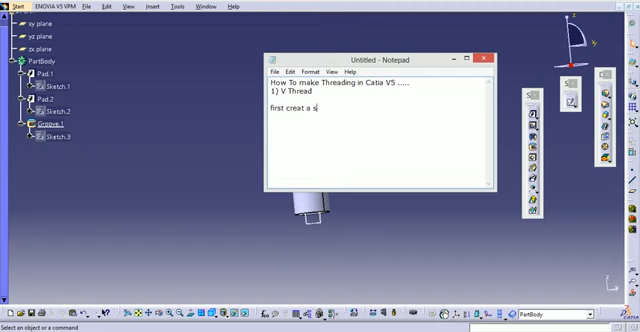 Start
ENOVIA V5 VPM
File
Edit
View
Insert
Tools
Window
Help
xy plane
yz plane
zx plane
PartBody
Pad.1
Sketch.1
Pad.2
Sketch.2
Groove.1
Sketch.3
Untitled - Notepad
File Edit Format View Help
How To make Threading in Catia V5 .....
1) V Thread
first creat a s
z
xy
S...
S...
PartBody
Select an object or a command
CATIA